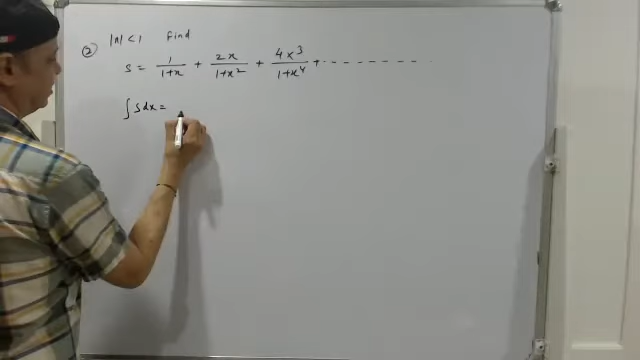 ② |x| < 1 Find
S = 1/(1+x) + 2x/(1+x²) + 4x³/(1+x⁴) + - - - - - - - -
∫ S dx =